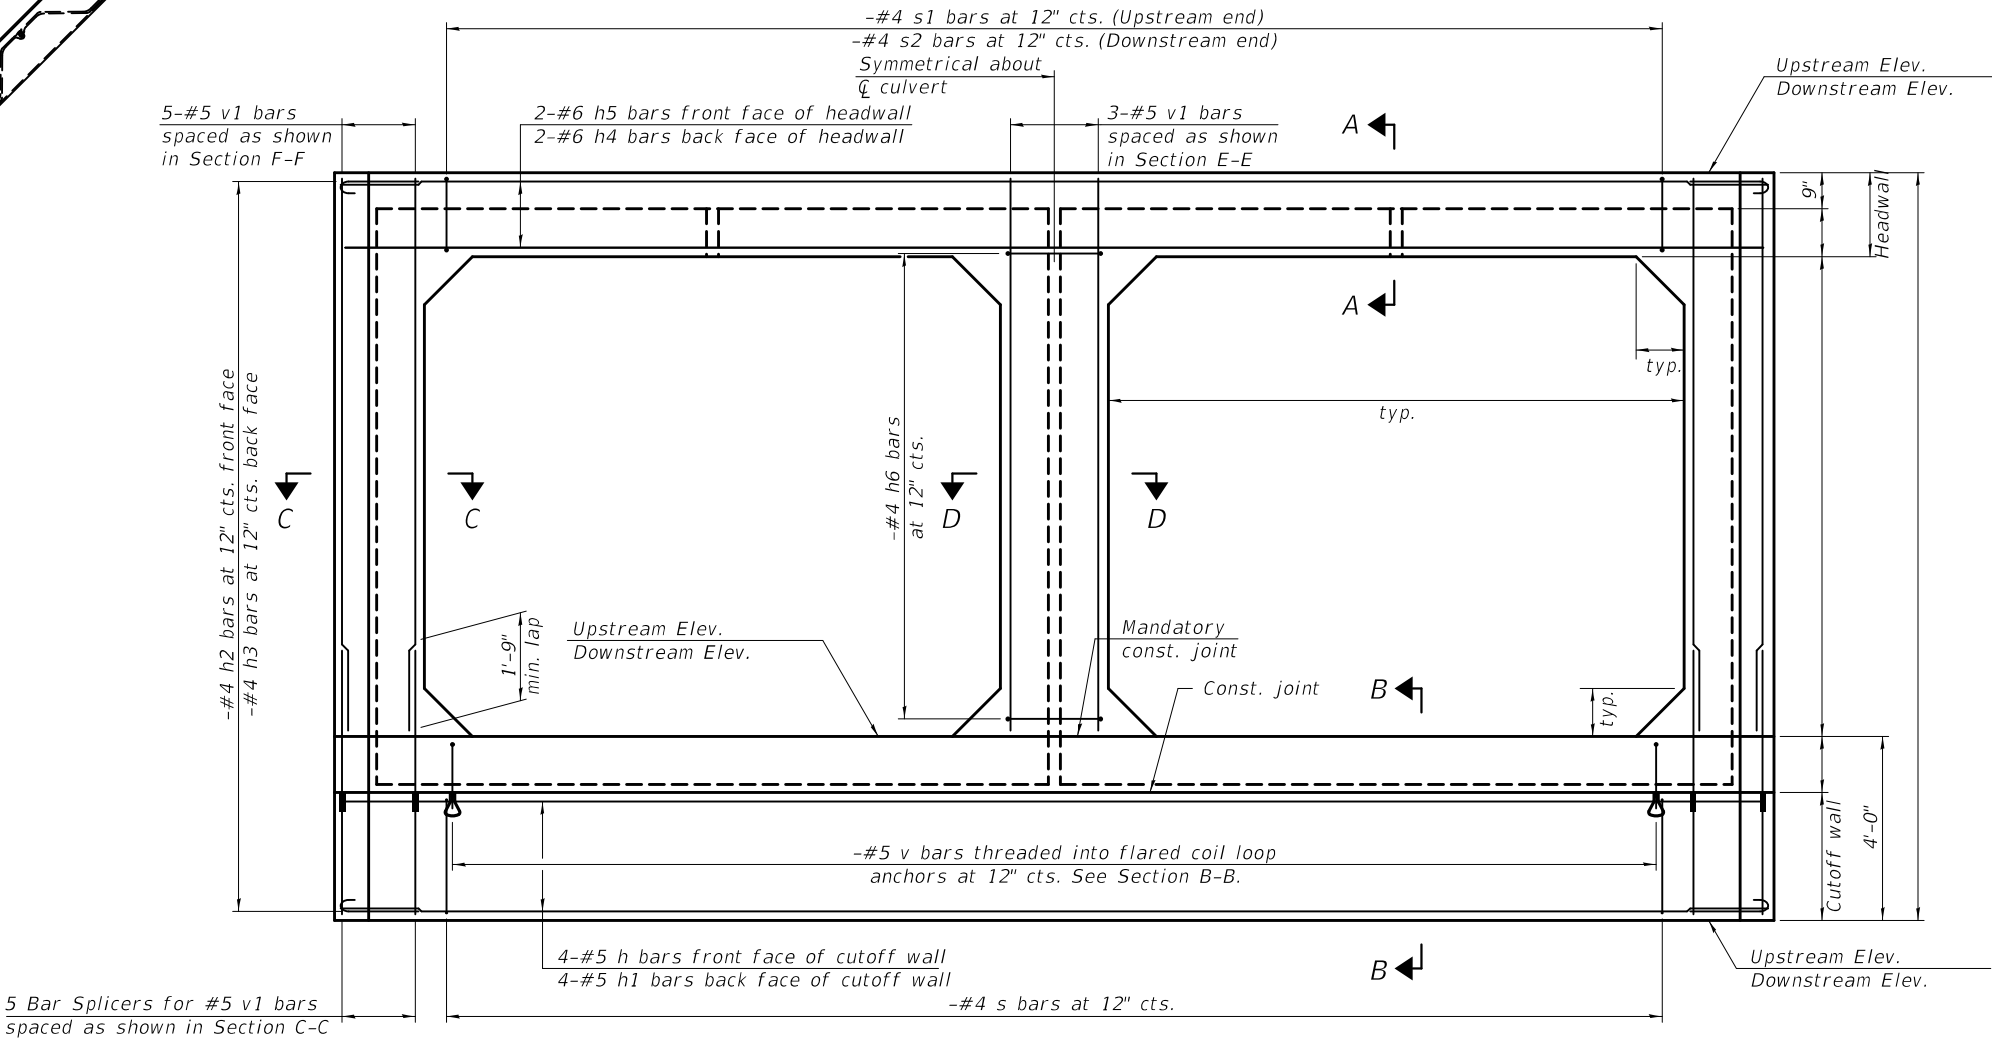 -#4 s1 bars at 12" cts. (Upstream end)
-#4 s2 bars at 12" cts. (Downstream end)
Symmetrical about
℄ culvert
Upstream Elev.
Downstream Elev.
5-#5 v1 bars
spaced as shown
in Section F-F
2-#6 h5 bars front face of headwall
2-#6 h4 bars back face of headwall
3-#5 v1 bars
spaced as shown
in Section E-E
A
9"
Headwall
A
typ.
typ.
-#4 h2 bars at 12" cts. front face
-#4 h3 bars at 12" cts. back face
-#4 h6 bars
at 12" cts.
C
C
D
D
1'-9"
min. lap
Upstream Elev.
Downstream Elev.
Mandatory
const. joint
Const. joint
B
typ.
Cutoff wall
4'-0"
-#5 v bars threaded into flared coil loop
anchors at 12" cts. See Section B-B.
4-#5 h bars front face of cutoff wall
4-#5 h1 bars back face of cutoff wall
B
Upstream Elev.
Downstream Elev.
5 Bar Splicers for #5 v1 bars
spaced as shown in Section C-C
-#4 s bars at 12" cts.